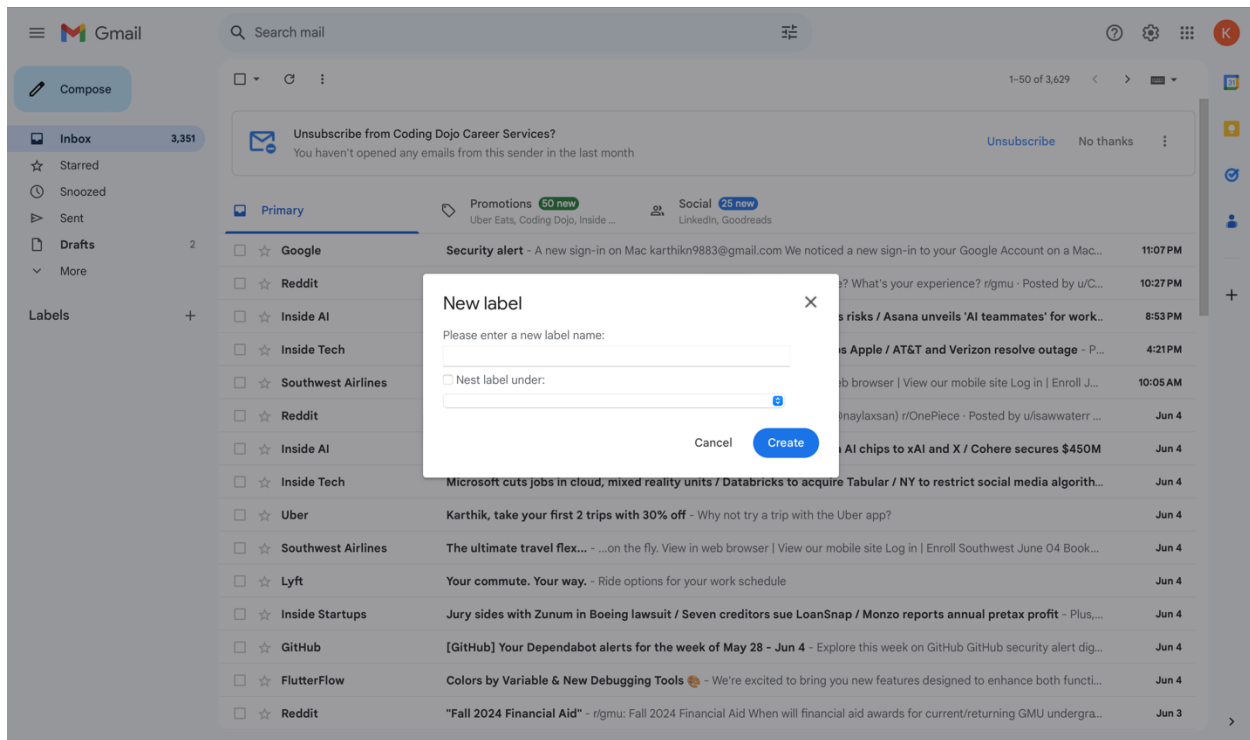 Gmail
Search mail
K
Compose
1–50 of 3,629
31
Inbox 3,351
Starred
Snoozed
Sent
Drafts 2
More
Labels
Unsubscribe from Coding Dojo Career Services?
You haven't opened any emails from this sender in the last month
Unsubscribe No thanks
Primary
Promotions 50 new
Uber Eats, Coding Dojo, Inside ...
Social 25 new
LinkedIn, Goodreads
Google Security alert - A new sign-in on Mac karthikn9883@gmail.com We noticed a new sign-in to your Google Account on a Mac... 11:07 PM
Reddit ? What's your experience? r/gmu · Posted by u/C... 10:27 PM
Inside AI risks / Asana unveils 'AI teammates' for work.. 8:53 PM
Inside Tech Apple / AT&T and Verizon resolve outage - P... 4:21 PM
Southwest Airlines browser | View our mobile site Log in | Enroll J... 10:05 AM
Reddit naylaxsan) r/OnePiece · Posted by u/isawwaterr ... Jun 4
Inside AI AI chips to xAI and X / Cohere secures $450M Jun 4
Inside Tech Microsoft cuts jobs in cloud, mixed reality units / Databricks to acquire Tabular / NY to restrict social media algorith... Jun 4
Uber Karthik, take your first 2 trips with 30% off - Why not try a trip with the Uber app? Jun 4
Southwest Airlines The ultimate travel flex... - ...on the fly. View in web browser | View our mobile site Log in | Enroll Southwest June 04 Book... Jun 4
Lyft Your commute. Your way. - Ride options for your work schedule Jun 4
Inside Startups Jury sides with Zunum in Boeing lawsuit / Seven creditors sue LoanSnap / Monzo reports annual pretax profit - Plus,... Jun 4
GitHub [GitHub] Your Dependabot alerts for the week of May 28 - Jun 4 - Explore this week on GitHub GitHub security alert dig... Jun 4
FlutterFlow Colors by Variable & New Debugging Tools 🎨 - We're excited to bring you new features designed to enhance both functi... Jun 4
Reddit "Fall 2024 Financial Aid" - r/gmu: Fall 2024 Financial Aid When will financial aid awards for current/returning GMU undergra... Jun 3
New label
Please enter a new label name:
Nest label under:
Cancel Create